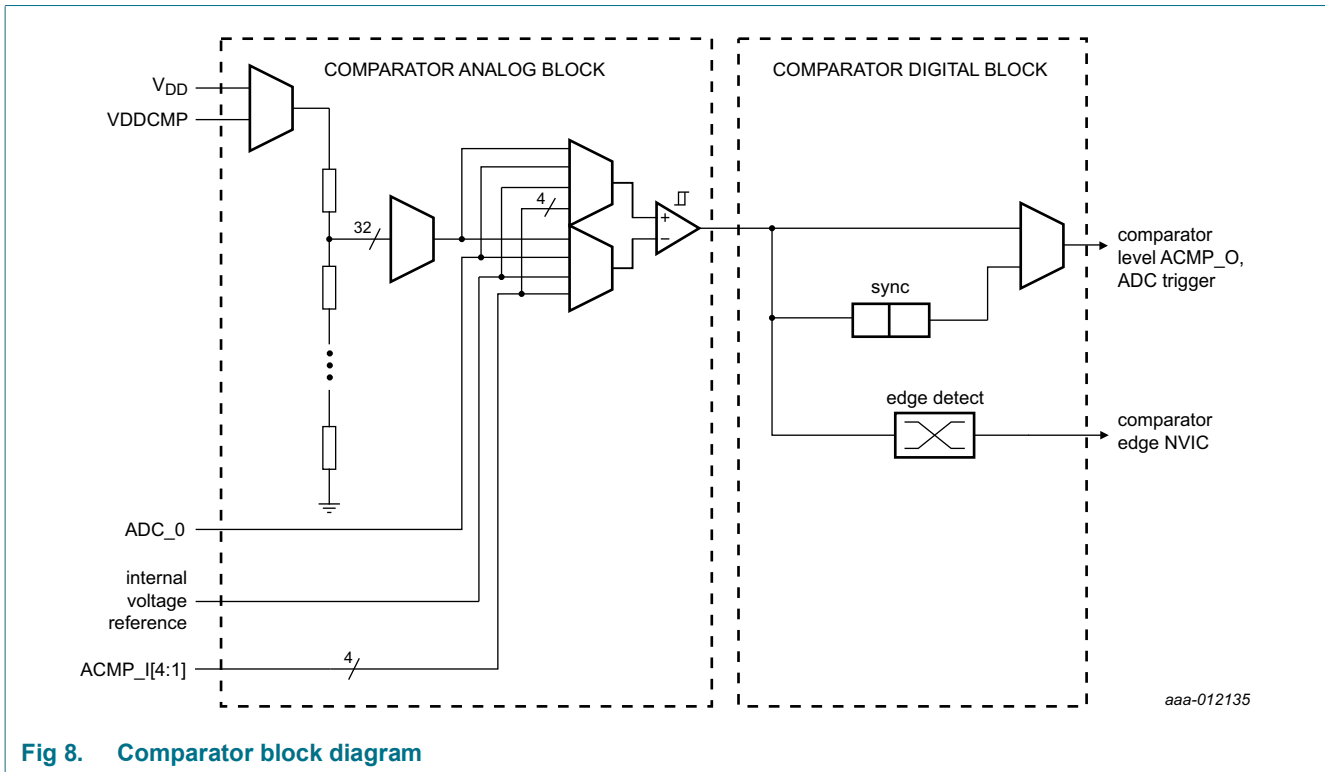 COMPARATOR ANALOG BLOCK
COMPARATOR DIGITAL BLOCK
VDD
VDDCMP
32
4
+
−
sync
edge detect
comparator
level ACMP_O,
ADC trigger
comparator
edge NVIC
ADC_0
internal
voltage
reference
ACMP_I[4:1]
4
aaa-012135
Fig 8. Comparator block diagram